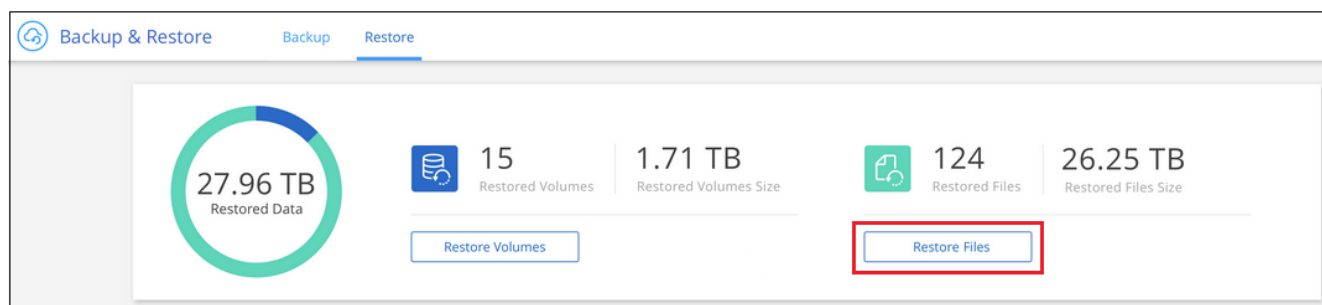 Backup & Restore Backup Restore
27.96 TB
Restored Data
15
Restored Volumes
1.71 TB
Restored Volumes Size
Restore Volumes
124
Restored Files
26.25 TB
Restored Files Size
Restore Files